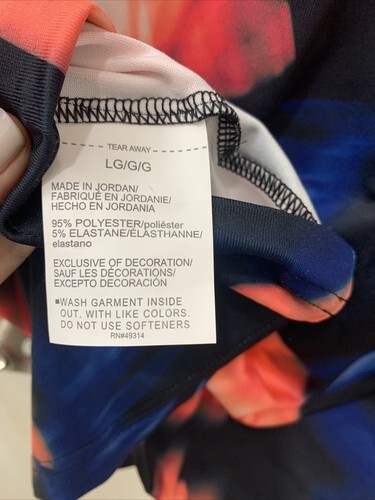 TEAR AWAY
LG/G/G
MADE IN JORDAN/
FABRIQUÉ EN JORDANIE/
HECHO EN JORDANIA
95% POLYESTER/poliéster
5% ELASTANE/ÉLASTHANNE/
elastano
EXCLUSIVE OF DECORATION/
SAUF LES DÉCORATIONS/
EXCEPTO DECORACIÓN
▪WASH GARMENT INSIDE
OUT, WITH LIKE COLORS.
DO NOT USE SOFTENERS
RN#49314